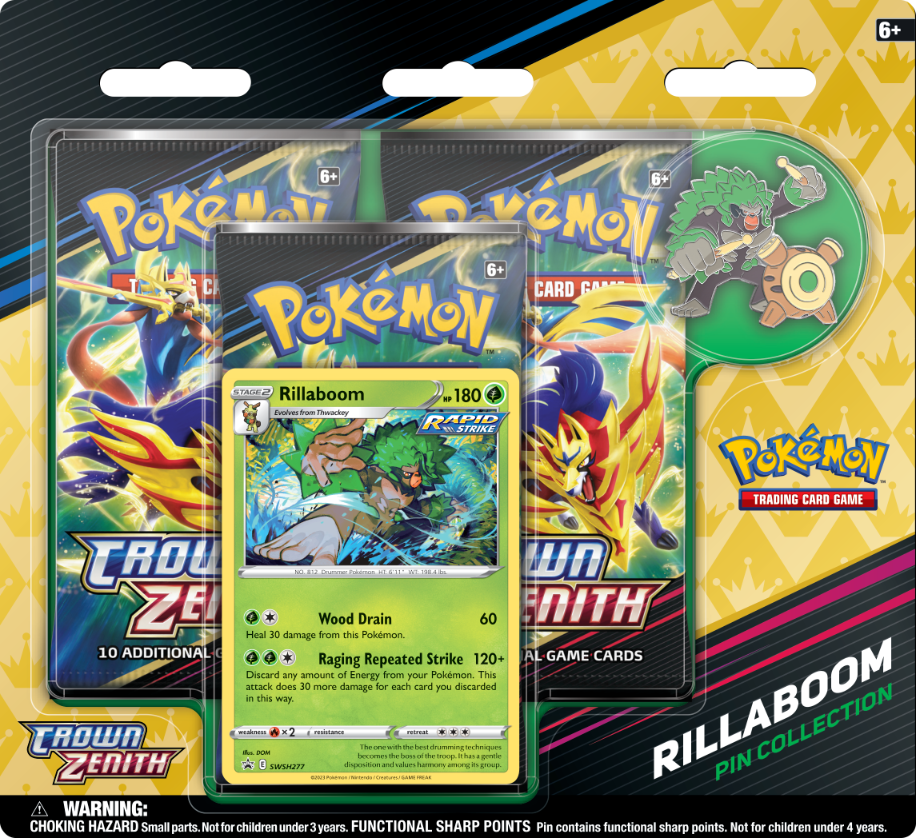 6+
6+
6+
Pokémon
Pokémon
CARD GAME
6+
Pokémon
TM
STAGE 2
Rillaboom
HP 180
Evolves from Thwackey
RAPID
STRIKE
Pokémon
TRADING CARD GAME
NO. 812 Drummer Pokémon HT: 6'11" WT: 198.4 lbs.
CROWN
ZENITH
10 ADDITIONAL G
AL GAME CARDS
Wood Drain 60
Heal 30 damage from this Pokémon.
Raging Repeated Strike 120+
Discard any amount of Energy from your Pokémon. This
attack does 30 more damage for each card you discarded
in this way.
weakness ×2 resistance retreat
Illus. DOM
The one with the best drumming techniques
becomes the boss of the troop. It has a gentle
disposition and values harmony among its group.
E SWSH277
©2023 Pokémon / Nintendo / Creatures / GAME FREAK
RILLABOOM
PIN COLLECTION
CROWN
ZENITH
WARNING:
CHOKING HAZARD Small parts. Not for children under 3 years. FUNCTIONAL SHARP POINTS Pin contains functional sharp points. Not for children under 4 years.